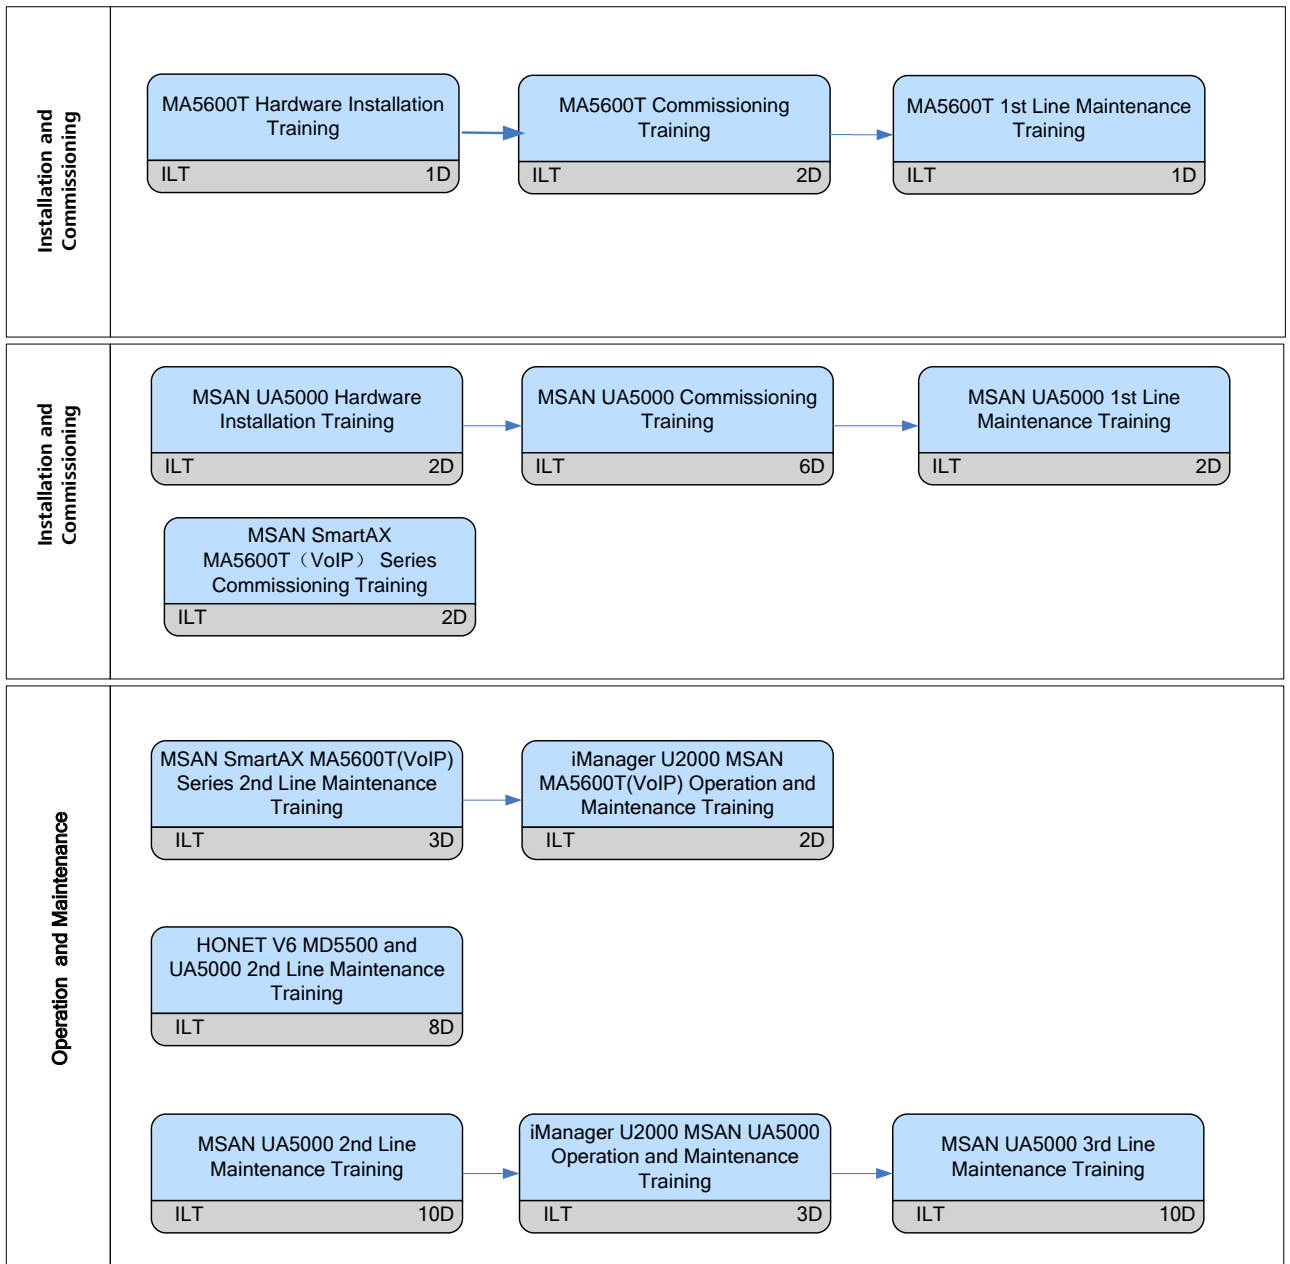 Installation and
Commissioning
MA5600T Hardware Installation
Training
ILT 1D
MA5600T Commissioning
Training
ILT 2D
MA5600T 1st Line Maintenance
Training
ILT 1D
Installation and
Commissioning
MSAN UA5000 Hardware
Installation Training
ILT 2D
MSAN UA5000 Commissioning
Training
ILT 6D
MSAN UA5000 1st Line
Maintenance Training
ILT 2D
MSAN SmartAX
MA5600T（VoIP） Series
Commissioning Training
ILT 2D
Operation and Maintenance
MSAN SmartAX MA5600T(VoIP)
Series 2nd Line Maintenance
Training
ILT 3D
iManager U2000 MSAN
MA5600T(VoIP) Operation and
Maintenance Training
ILT 2D
HONET V6 MD5500 and
UA5000 2nd Line Maintenance
Training
ILT 8D
MSAN UA5000 2nd Line
Maintenance Training
ILT 10D
iManager U2000 MSAN UA5000
Operation and Maintenance
Training
ILT 3D
MSAN UA5000 3rd Line
Maintenance Training
ILT 10D